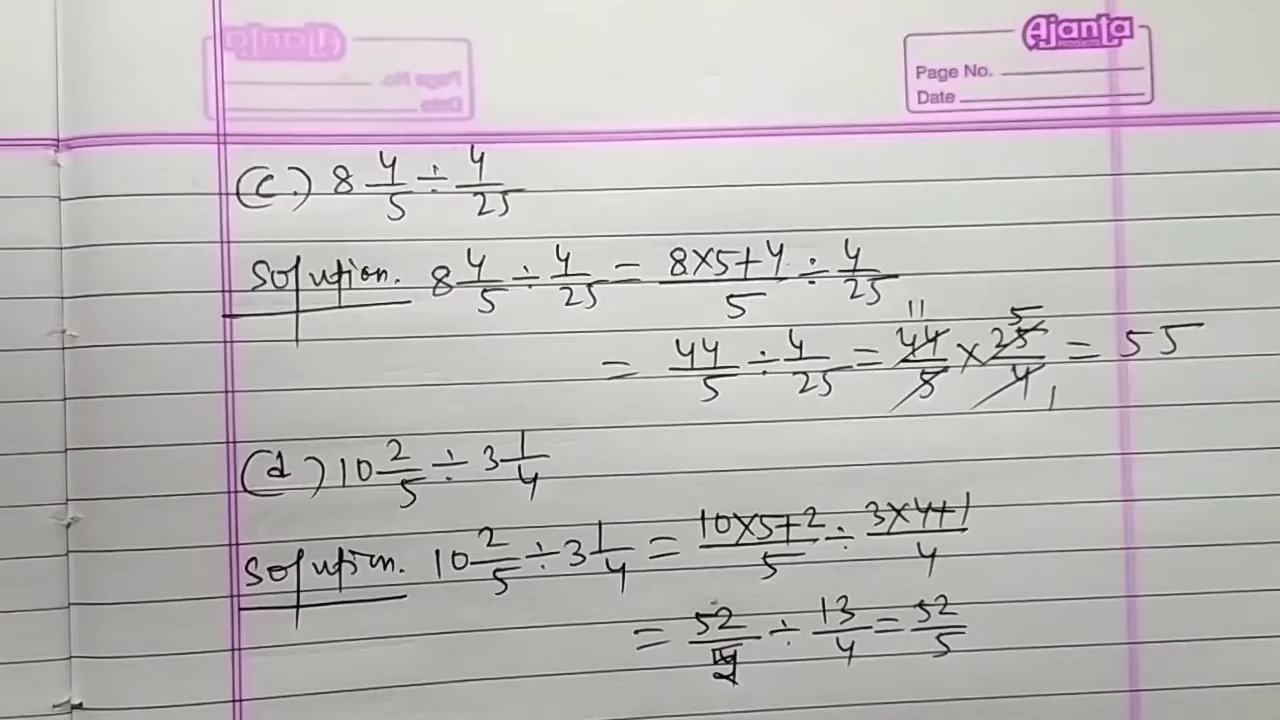 Ajanta
Page No.
Date
(c.) 8 4/5 ÷ 4/25
Solution. 8 4/5 ÷ 4/25 = 8×5+4/5 ÷ 4/25
= 44/5 ÷ 4/25 = 44/5 × 25/4 = 55
11 5 1
(d) 10 2/5 ÷ 3 1/4
Solution. 10 2/5 ÷ 3 1/4 = 10×5+2/5 ÷ 3×4+1/4
= 52/5 ÷ 13/4 = 52/5